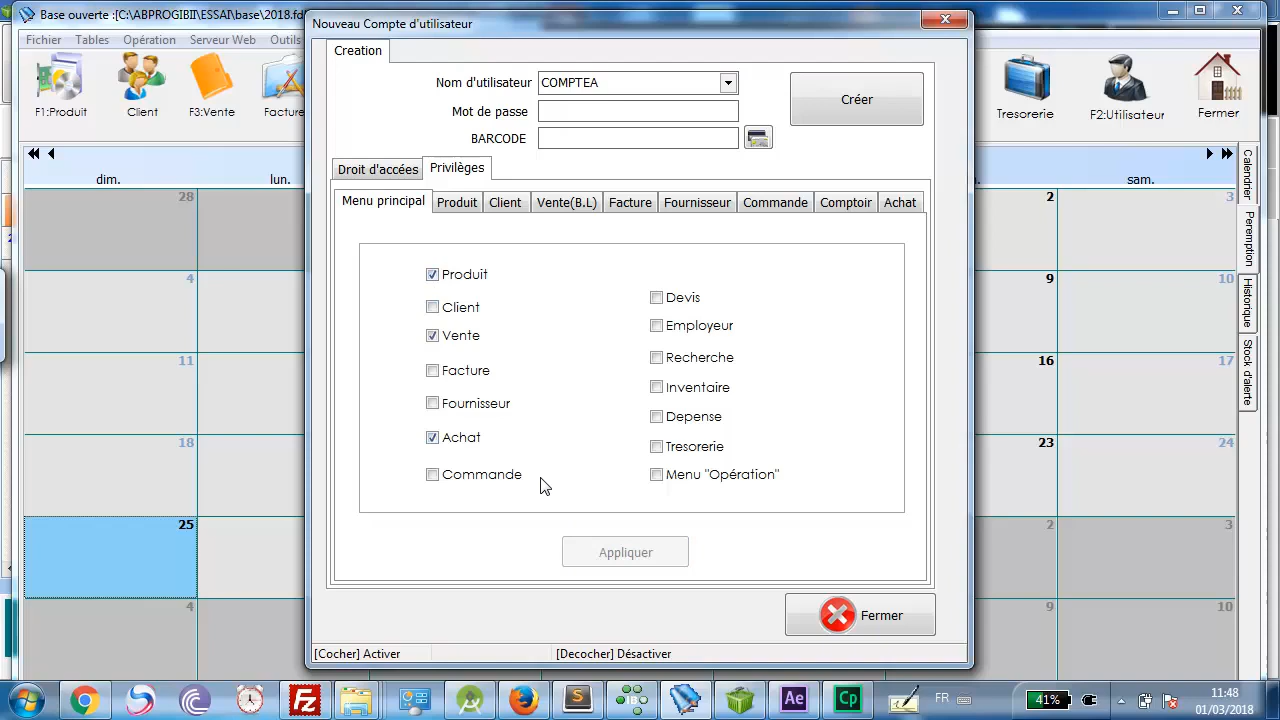 Base ouverte :[C:\ABPROGIBII\ESSAI\base\2018.fd
Fichier Tables Opération Serveur Web Outils
F1:Produit Client F3:Vente Facture Tresorerie F2:Utilisateur Fermer
Nouveau Compte d'utilisateur
Creation
Nom d'utilisateur COMPTEA
Mot de passe
BARCODE
Créer
Droit d'accées Privilèges
Menu principal Produit Client Vente(B.L) Facture Fournisseur Commande Comptoir Achat
Produit
Client
Vente
Facture
Fournisseur
Achat
Commande
Devis
Employeur
Recherche
Inventaire
Depense
Tresorerie
Menu "Opération"
Appliquer
Fermer
[Cocher] Activer [Decocher] Désactiver
dim. lun. sam.
28 2 3
4 9 10
11 16 17
18 23 24
25 2 3
4 9 10
Calendrier
Peremption
Historique
Stock d'alerte
Ae Cp FR 41% 11:48
01/03/2018